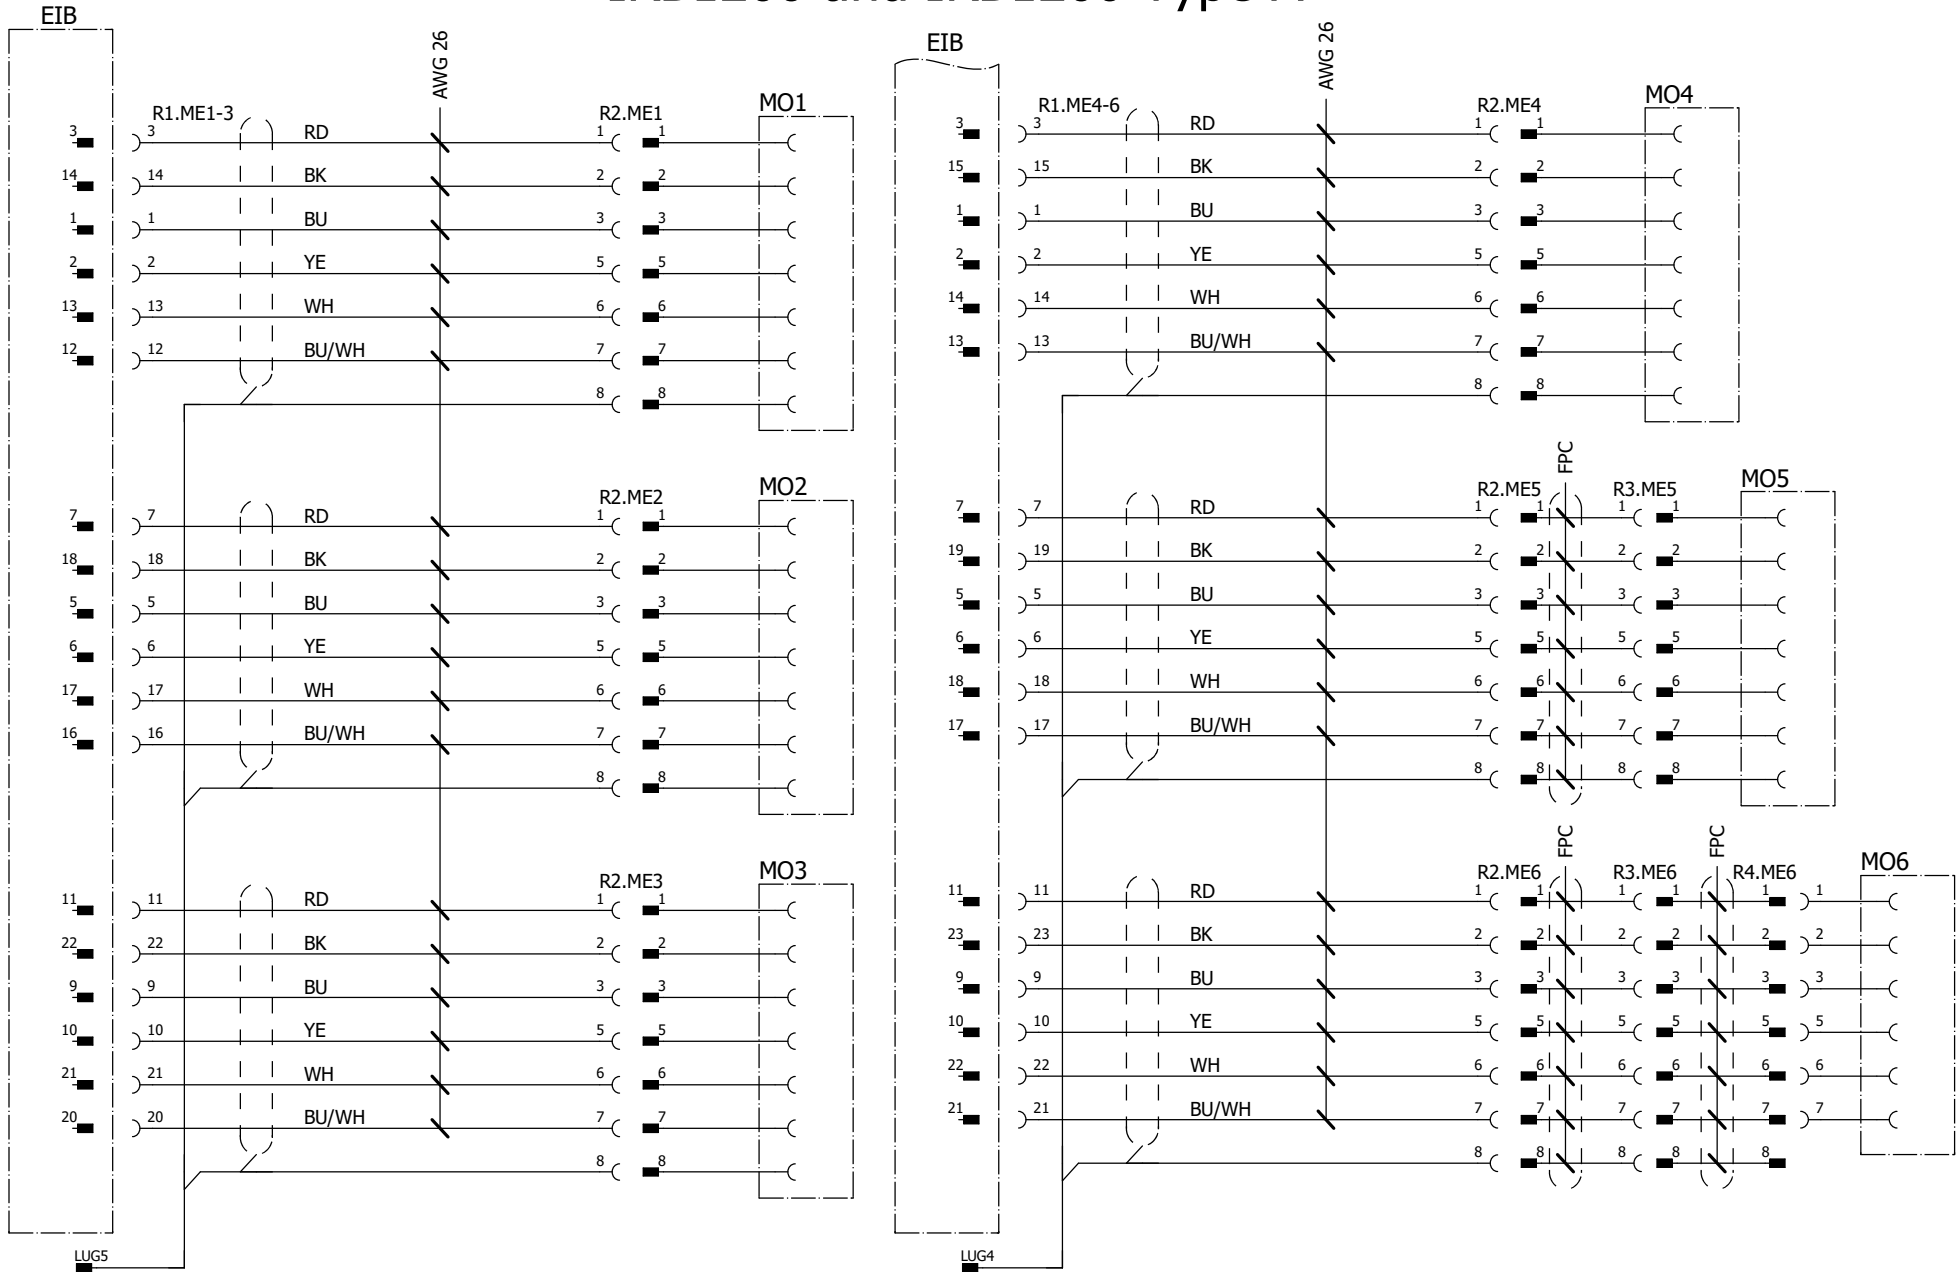 EIB
AWG 26
R1.ME1-3
R2.ME1
MO1
3 3 RD 1 1
14 14 BK 2 2
1 1 BU 3 3
2 2 YE 5 5
13 13 WH 6 6
12 12 BU/WH 7 7
8 8
R2.ME2
MO2
7 7 RD 1 1
18 18 BK 2 2
5 5 BU 3 3
6 6 YE 5 5
17 17 WH 6 6
16 16 BU/WH 7 7
8 8
R2.ME3
MO3
11 11 RD 1 1
22 22 BK 2 2
9 9 BU 3 3
10 10 YE 5 5
21 21 WH 6 6
20 20 BU/WH 7 7
8 8
LUG5
EIB
AWG 26
R1.ME4-6
R2.ME4
MO4
3 3 RD 1 1
15 15 BK 2 2
1 1 BU 3 3
2 2 YE 5 5
14 14 WH 6 6
13 13 BU/WH 7 7
8 8
FPC
R2.ME5
R3.ME5
MO5
7 7 RD 1 1 1 1
19 19 BK 2 2 2 2
5 5 BU 3 3 3 3
6 6 YE 5 5 5 5
18 18 WH 6 6 6 6
17 17 BU/WH 7 7 7 7
8 8 8 8
FPC
FPC
R2.ME6
R3.ME6
R4.ME6
MO6
11 11 RD 1 1 1 1 1 1
23 23 BK 2 2 2 2 2 2
9 9 BU 3 3 3 3 3 3
10 10 YE 5 5 5 5 5 5
22 22 WH 6 6 6 6 6 6
21 21 BU/WH 7 7 7 7 7 7
8 8 8 8 8
LUG4